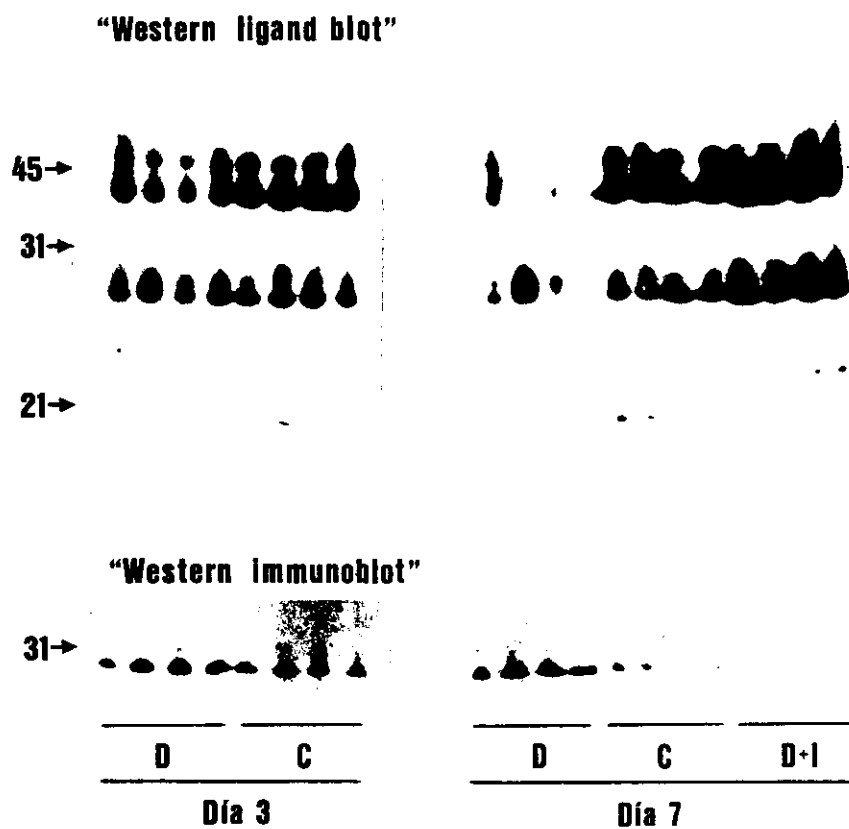 “Western ligand blot”
45→
31→
21→
“Western immunoblot”
31→
D C D C D+I
Día 3 Día 7